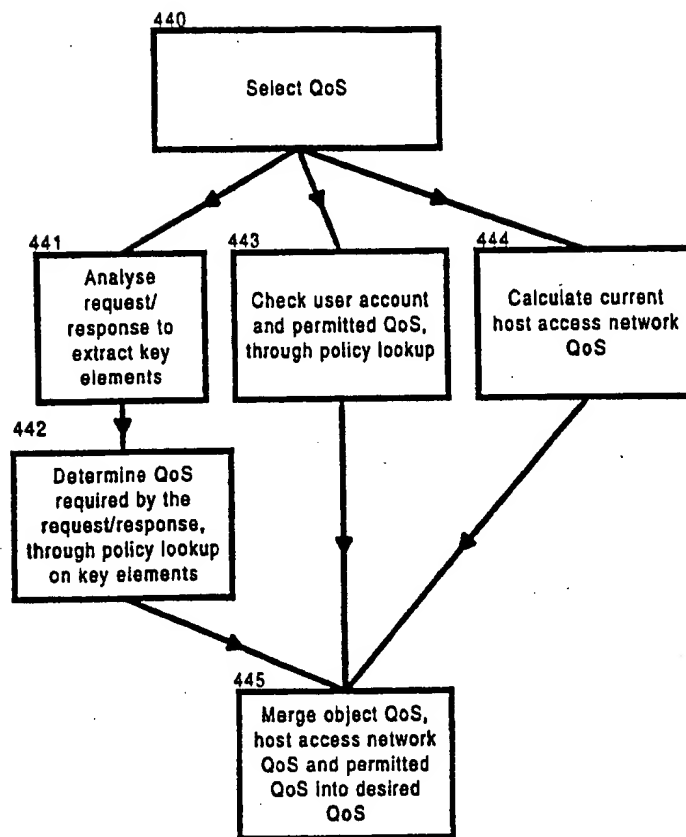 440
Select QoS
441
Analyse
request/
response to
extract key
elements
443
Check user account
and permitted QoS,
through policy lookup
444
Calculate current
host access network
QoS
442
Determine QoS
required by the
request/response,
through policy lookup
on key elements
445
Merge object QoS,
host access network
QoS and permitted
QoS into desired
QoS